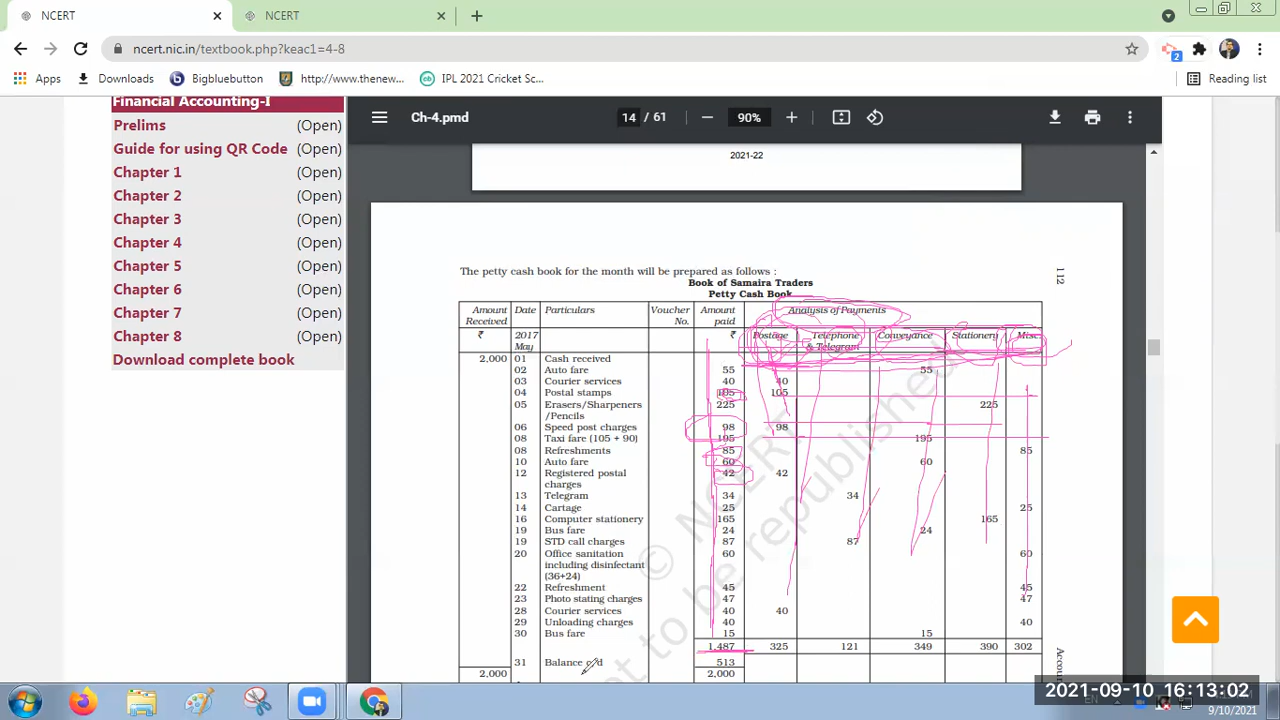 NCERT
NCERT
ncert.nic.in/textbook.php?keac1=4-8
2
Apps Downloads Bigbluebutton http://www.thenew... IPL 2021 Cricket Sc... Reading list
Financial Accounting-I
Prelims (Open)
Guide for using QR Code (Open)
Chapter 1 (Open)
Chapter 2 (Open)
Chapter 3 (Open)
Chapter 4 (Open)
Chapter 5 (Open)
Chapter 6 (Open)
Chapter 7 (Open)
Chapter 8 (Open)
Download complete book
Ch-4.pmd 14 / 61 90%
2021-22
112
The petty cash book for the month will be prepared as follows :
Book of Samaira Traders
Petty Cash Book
Amount Date Particulars Voucher Amount Analysis of Payments
Received No. paid
₹ 2017 ₹ Postage Telephone Conveyance Stationery Misc.
May & Telegram
2,000 01 Cash received
02 Auto fare 55 55
03 Courier services 40 40
04 Postal stamps 105 105
05 Erasers/Sharpeners 225 225
/Pencils
06 Speed post charges 98 98
08 Taxi fare (105 + 90) 195 195
08 Refreshments 85 85
10 Auto fare 60 60
12 Registered postal 42 42
charges
13 Telegram 34 34
14 Cartage 25 25
16 Computer stationery 165 165
19 Bus fare 24 24
19 STD call charges 87 87
20 Office sanitation 60 60
including disinfectant
(36+24)
22 Refreshment 45 45
23 Photo stating charges 47 47
28 Courier services 40 40
29 Unloading charges 40 40
30 Bus fare 15 15
1,487 325 121 349 390 302
31 Balance c/d 513
2,000 2,000
© NCERT
not to be republished
2021-09-10 16:13:02
EN
9/10/2021